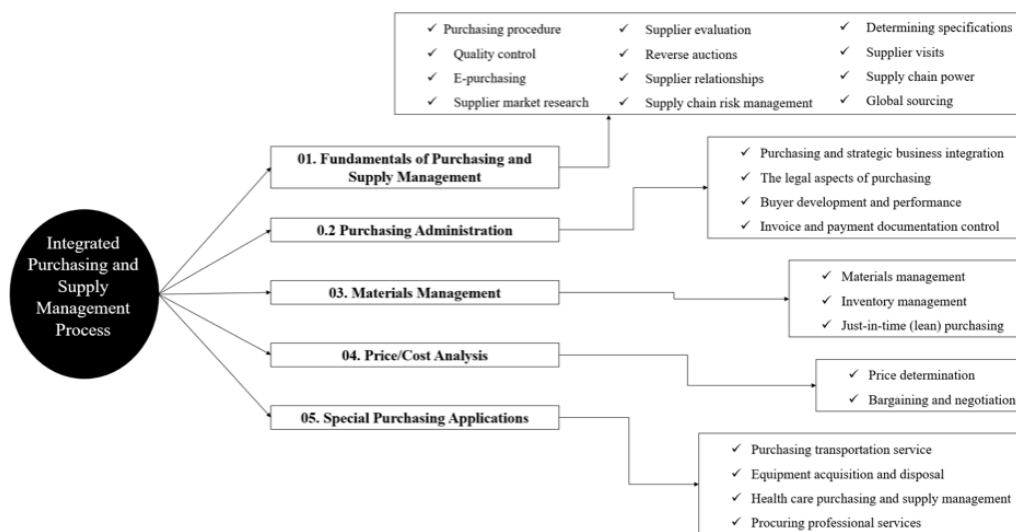 Integrated
Purchasing and
Supply
Management
Process
01. Fundamentals of Purchasing and
Supply Management
✓ Purchasing procedure
✓ Quality control
✓ E-purchasing
✓ Supplier market research
✓ Supplier evaluation
✓ Reverse auctions
✓ Supplier relationships
✓ Supply chain risk management
✓ Determining specifications
✓ Supplier visits
✓ Supply chain power
✓ Global sourcing
0.2 Purchasing Administration
✓ Purchasing and strategic business integration
✓ The legal aspects of purchasing
✓ Buyer development and performance
✓ Invoice and payment documentation control
03. Materials Management
✓ Materials management
✓ Inventory management
✓ Just-in-time (lean) purchasing
04. Price/Cost Analysis
✓ Price determination
✓ Bargaining and negotiation
05. Special Purchasing Applications
✓ Purchasing transportation service
✓ Equipment acquisition and disposal
✓ Health care purchasing and supply management
✓ Procuring professional services